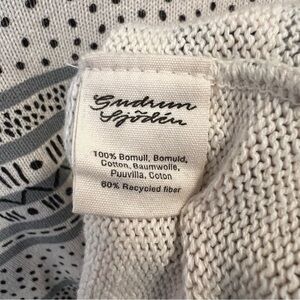 Gudrun
Sjödén
100% Bomull, Bomuld,
Cotton, Baumwolle,
Puuvilla, Coton
60% Recycled fiber